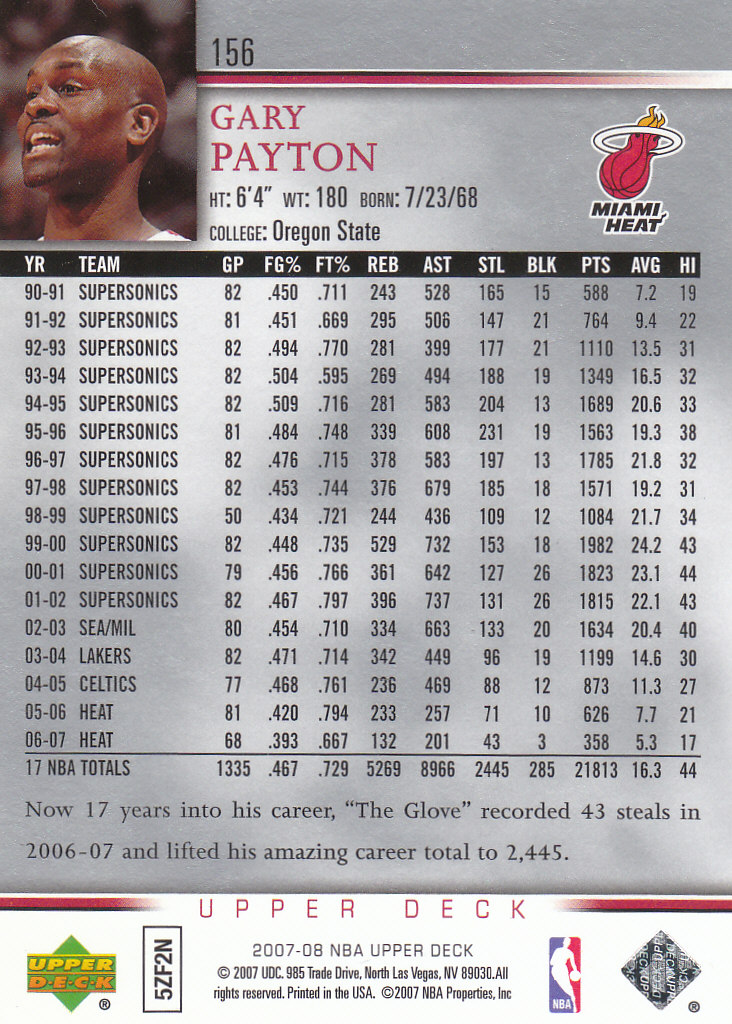 156
GARY
PAYTON
HT: 6'4" WT: 180 BORN: 7/23/68
COLLEGE: Oregon State
MIAMI
HEAT
YR TEAM GP FG% FT% REB AST STL BLK PTS AVG HI
90-91 SUPERSONICS 82 .450 .711 243 528 165 15 588 7.2 19
91-92 SUPERSONICS 81 .451 .669 295 506 147 21 764 9.4 22
92-93 SUPERSONICS 82 .494 .770 281 399 177 21 1110 13.5 31
93-94 SUPERSONICS 82 .504 .595 269 494 188 19 1349 16.5 32
94-95 SUPERSONICS 82 .509 .716 281 583 204 13 1689 20.6 33
95-96 SUPERSONICS 81 .484 .748 339 608 231 19 1563 19.3 38
96-97 SUPERSONICS 82 .476 .715 378 583 197 13 1785 21.8 32
97-98 SUPERSONICS 82 .453 .744 376 679 185 18 1571 19.2 31
98-99 SUPERSONICS 50 .434 .721 244 436 109 12 1084 21.7 34
99-00 SUPERSONICS 82 .448 .735 529 732 153 18 1982 24.2 43
00-01 SUPERSONICS 79 .456 .766 361 642 127 26 1823 23.1 44
01-02 SUPERSONICS 82 .467 .797 396 737 131 26 1815 22.1 43
02-03 SEA/MIL 80 .454 .710 334 663 133 20 1634 20.4 40
03-04 LAKERS 82 .471 .714 342 449 96 19 1199 14.6 30
04-05 CELTICS 77 .468 .761 236 469 88 12 873 11.3 27
05-06 HEAT 81 .420 .794 233 257 71 10 626 7.7 21
06-07 HEAT 68 .393 .667 132 201 43 3 358 5.3 17
17 NBA TOTALS 1335 .467 .729 5269 8966 2445 285 21813 16.3 44
Now 17 years into his career, "The Glove" recorded 43 steals in
2006-07 and lifted his amazing career total to 2,445.
UPPER DECK
UPPER
DECK
®
5ZF2N
2007-08 NBA UPPER DECK
© 2007 UDC. 985 Trade Drive, North Las Vegas, NV 89030. All
rights reserved. Printed in the USA. ©2007 NBA Properties, Inc
NBA
®